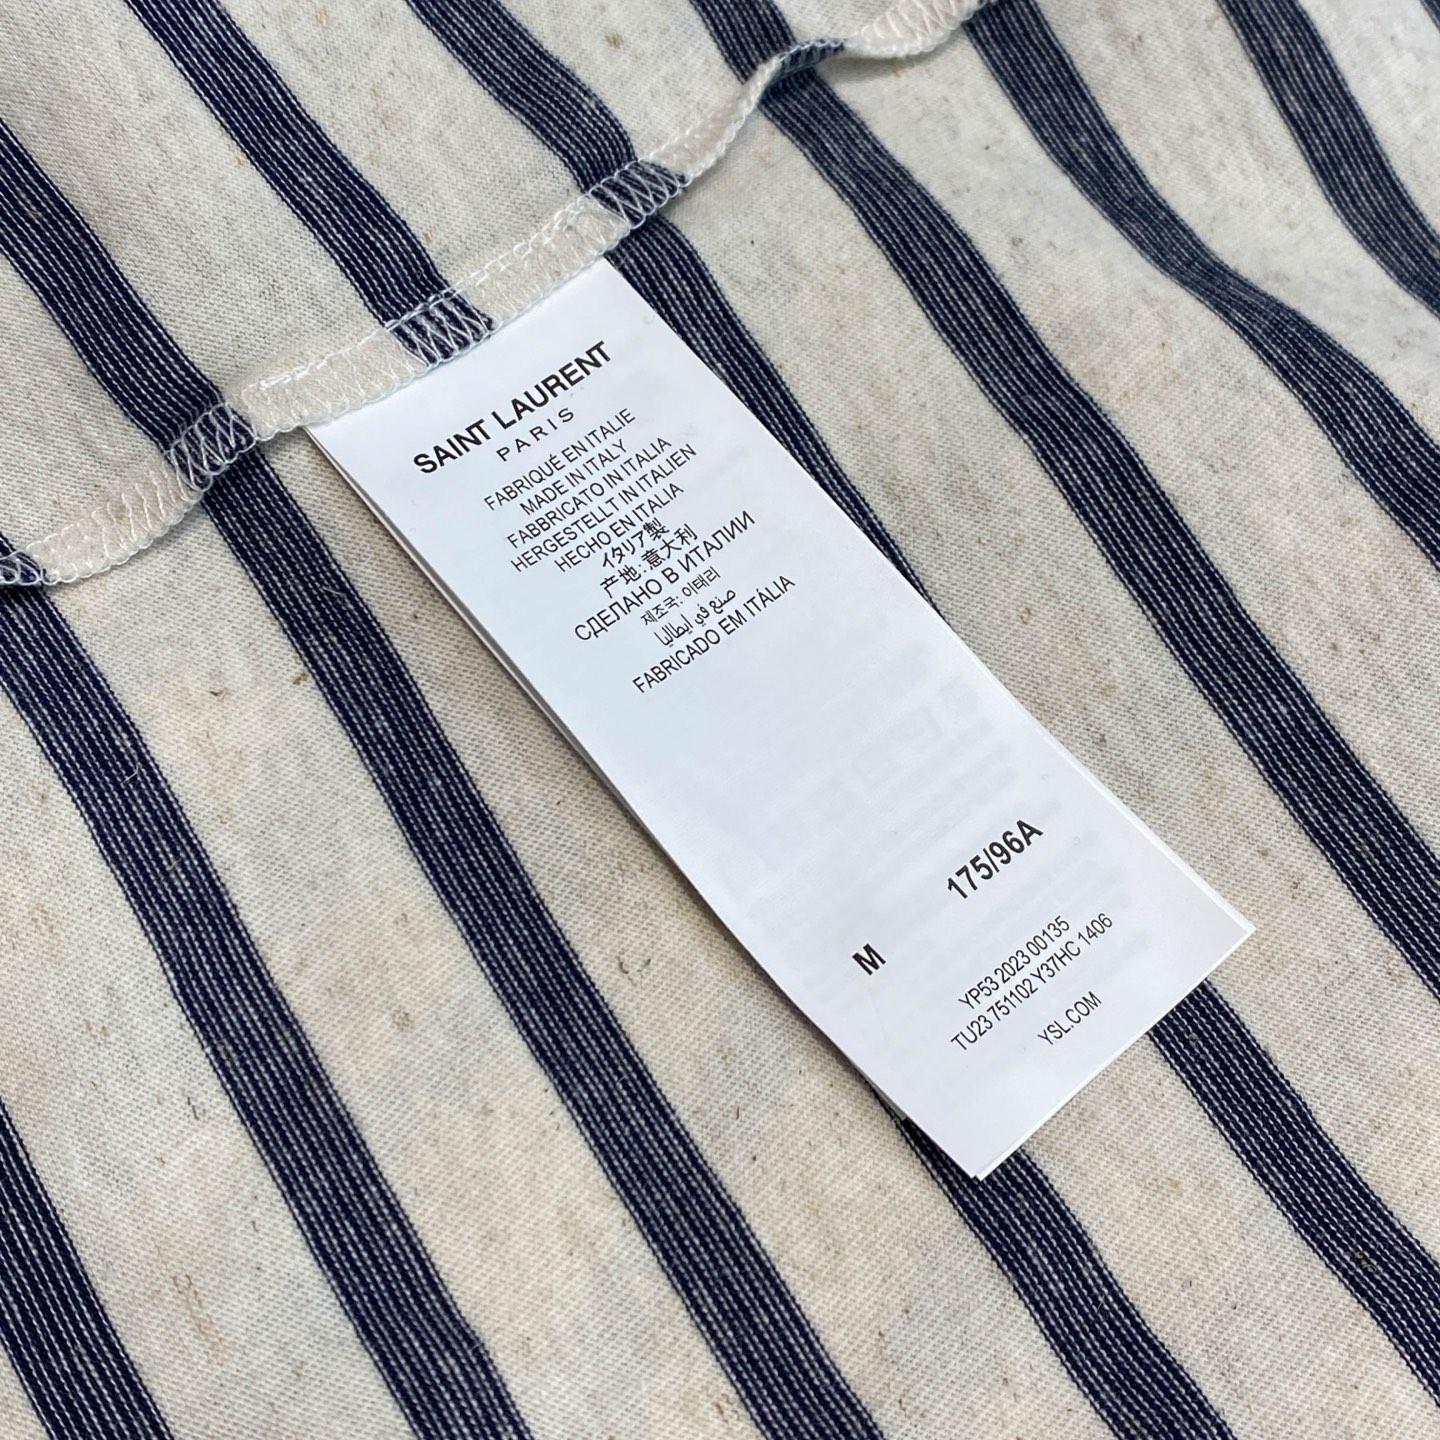 SAINT LAURENT
PARIS
FABRIQUÉ EN ITALIE
MADE IN ITALY
FABBRICATO IN ITALIA
HERGESTELLT IN ITALIEN
HECHO EN ITALIA
イタリア製
产地:意大利
СДЕЛАНО В ИТАЛИИ
제조국: 이태리
صنع في ايطاليا
FABRICADO EM ITÁLIA
175/96A
M
YP53 2023 00135
TU23 751102 Y37HC 1406
YSL.COM